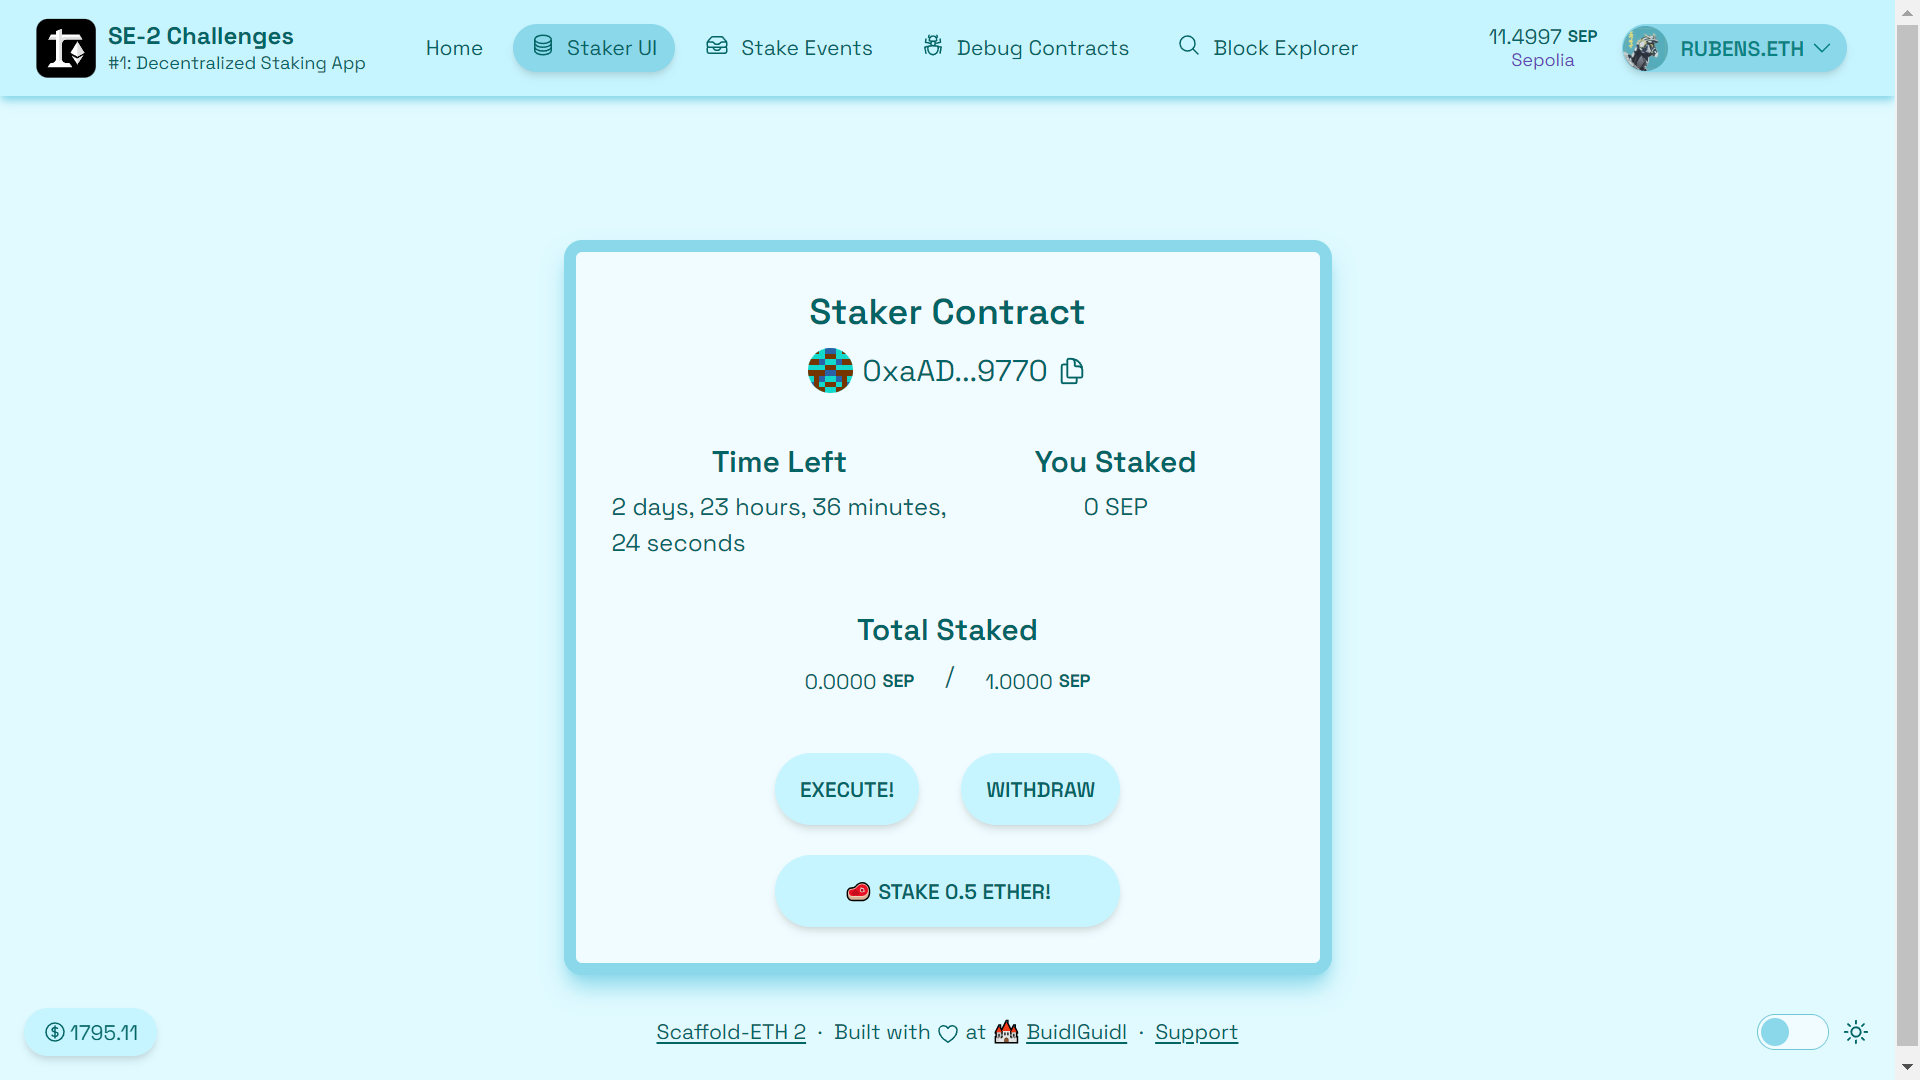 SE-2 Challenges
#1: Decentralized Staking App
Home
Staker UI
Stake Events
Debug Contracts
Block Explorer
11.4997 SEP
Sepolia
RUBENS.ETH
Staker Contract
0xaAD...9770
Time Left
2 days, 23 hours, 36 minutes,
24 seconds
You Staked
0 SEP
Total Staked
0.0000 SEP / 1.0000 SEP
EXECUTE!
WITHDRAW
🥩 STAKE 0.5 ETHER!
1795.11
Scaffold-ETH 2 · Built with ♡ at 🏰 BuidlGuidl · Support